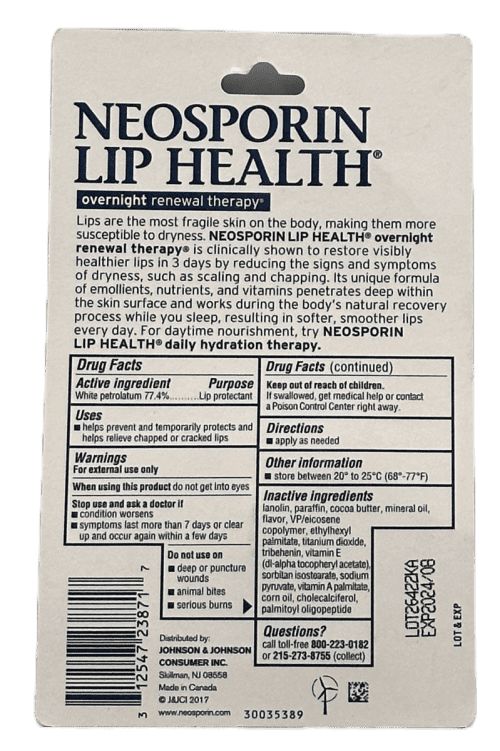 NEOSPORIN
LIP HEALTH®
overnight renewal therapy®
Lips are the most fragile skin on the body, making them more
susceptible to dryness. NEOSPORIN LIP HEALTH® overnight
renewal therapy® is clinically shown to restore visibly
healthier lips in 3 days by reducing the signs and symptoms
of dryness, such as scaling and chapping. Its unique formula
of emollients, nutrients, and vitamins penetrates deep within
the skin surface and works during the body's natural recovery
process while you sleep, resulting in softer, smoother lips
every day. For daytime nourishment, try NEOSPORIN
LIP HEALTH® daily hydration therapy.
Drug Facts
Active ingredient Purpose
White petrolatum 77.4%..........Lip protectant
Uses
■ helps prevent and temporarily protects and
helps relieve chapped or cracked lips
Warnings
For external use only
When using this product do not get into eyes
Stop use and ask a doctor if
■ condition worsens
■ symptoms last more than 7 days or clear
up and occur again within a few days
Do not use on
■ deep or puncture
wounds
■ animal bites
■ serious burns
Drug Facts (continued)
Keep out of reach of children.
If swallowed, get medical help or contact
a Poison Control Center right away.
Directions
■ apply as needed
Other information
■ store between 20° to 25°C (68°-77°F)
Inactive ingredients
lanolin, paraffin, cocoa butter, mineral oil,
flavor, VP/eicosene
copolymer, ethylhexyl
palmitate, titanium dioxide,
tribehenin, vitamin E
(dl-alpha tocopheryl acetate),
sorbitan isostearate, sodium
pyruvate, vitamin A palmitate,
corn oil, cholecalciferol,
palmitoyl oligopeptide
Questions?
call toll-free 800-223-0182
or 215-273-8755 (collect)
LOT26422KA
EXP2024/08
LOT & EXP
3 12547 23871 7
Distributed by:
JOHNSON & JOHNSON
CONSUMER INC.
Skillman, NJ 08558
Made in Canada
© J&JCI 2017
www.neosporin.com
30035389